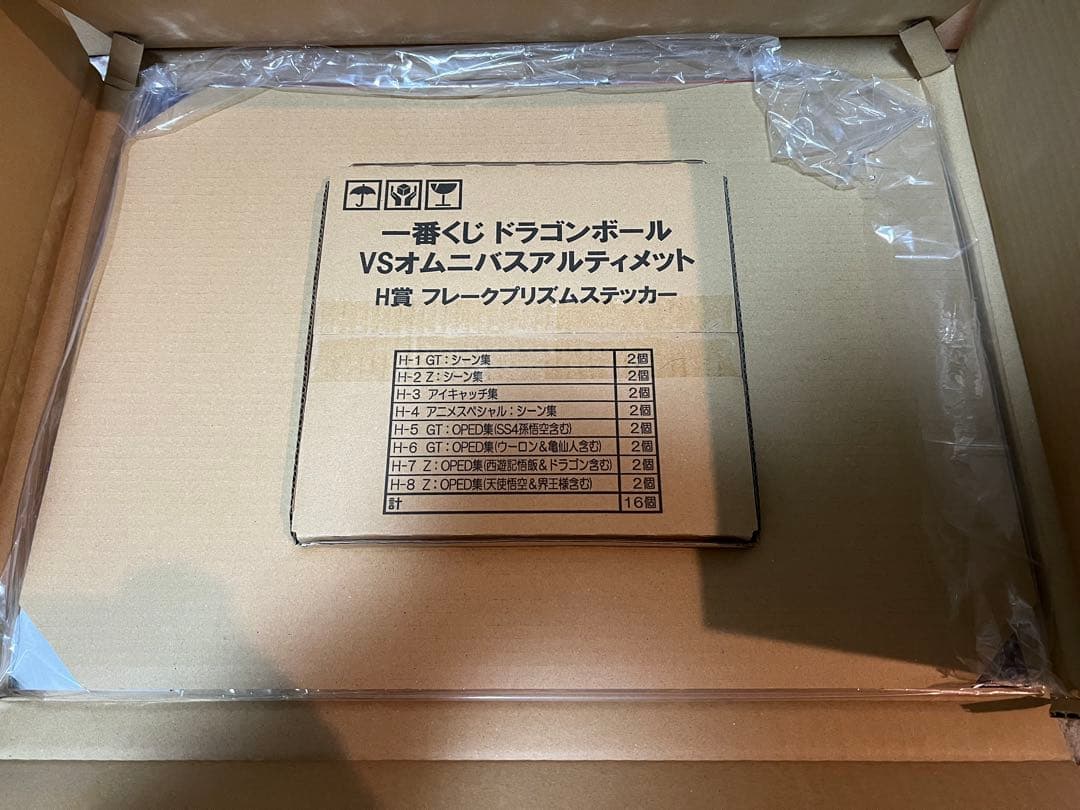 一番くじ ドラゴンボール
VSオムニバスアルティメット
H賞 フレークプリズムステッカー
H-1 GT：シーン集 2個
H-2 Z：シーン集 2個
H-3 アイキャッチ集 2個
H-4 アニメスペシャル：シーン集 2個
H-5 GT：OPED集(SS4孫悟空含む) 2個
H-6 GT：OPED集(ウーロン＆亀仙人含む) 2個
H-7 Z：OPED集(西遊記悟飯＆ドラゴン含む) 2個
H-8 Z：OPED集(天使悟空＆界王様含む) 2個
計 16個